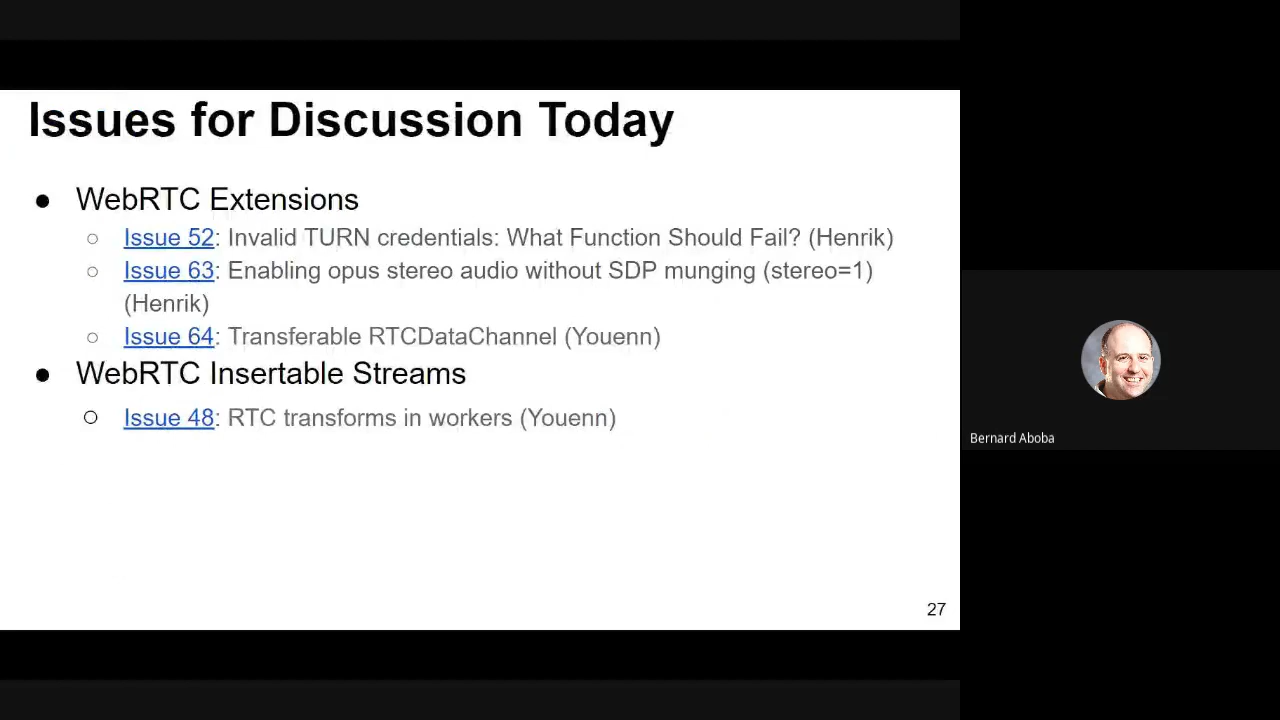 Issues for Discussion Today
● WebRTC Extensions
○ Issue 52: Invalid TURN credentials: What Function Should Fail? (Henrik)
○ Issue 63: Enabling opus stereo audio without SDP munging (stereo=1)
(Henrik)
○ Issue 64: Transferable RTCDataChannel (Youenn)
● WebRTC Insertable Streams
○ Issue 48: RTC transforms in workers (Youenn)
27
Bernard Aboba